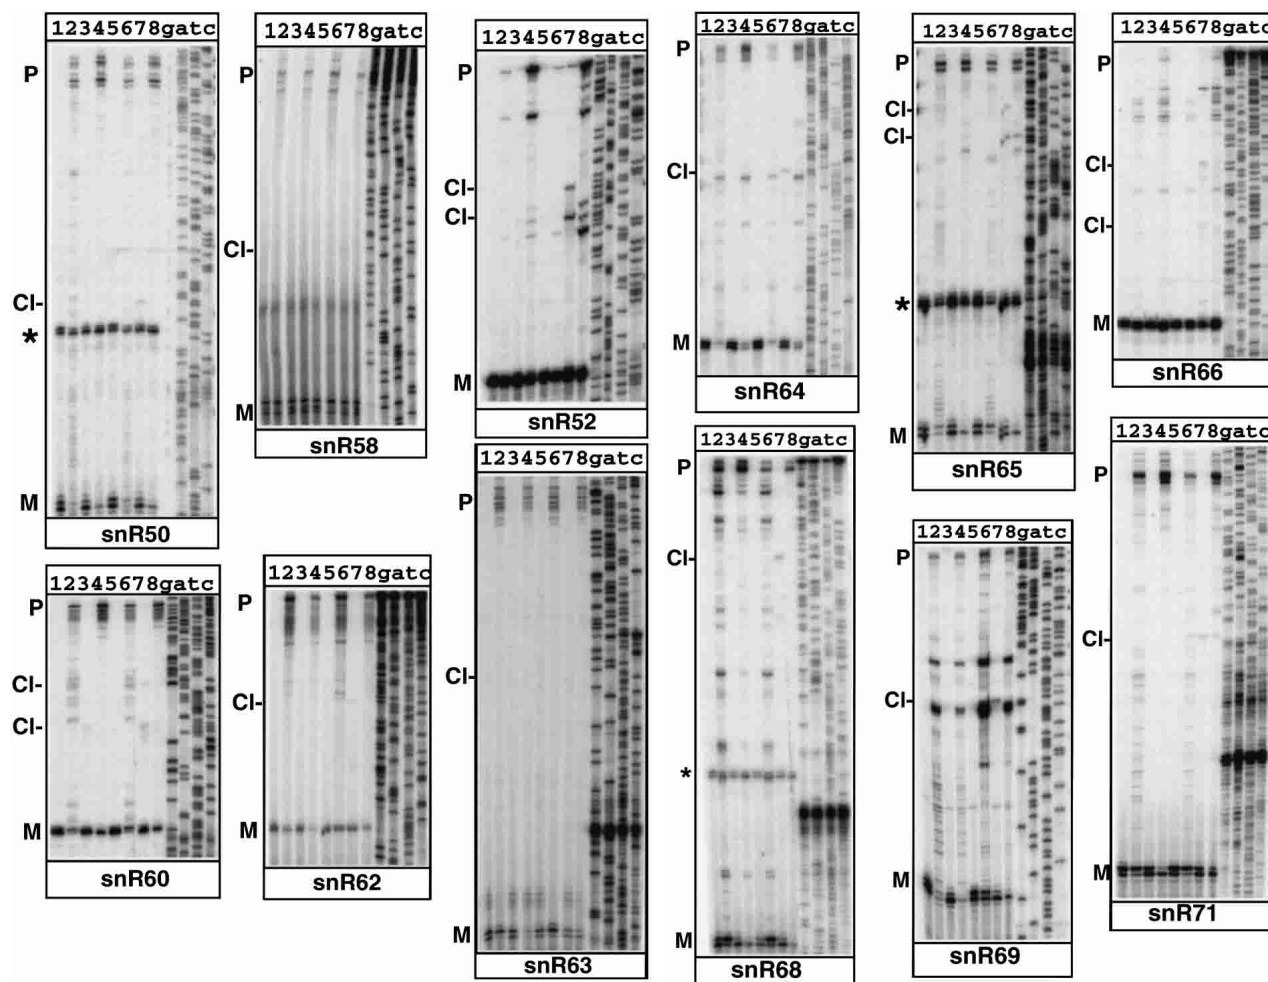 12345678gatc
P
Cl-
*
M
snR50
12345678gatc
P
Cl-
M
snR58
12345678gatc
P
Cl-
Cl-
M
snR52
12345678gatc
P
Cl-
M
snR64
12345678gatc
P
Cl-
Cl-
*
M
snR65
12345678gatc
P
Cl-
Cl-
M
snR66
12345678gatc
P
Cl-
Cl-
M
snR60
12345678gatc
P
Cl-
M
snR62
12345678gatc
P
Cl-
M
snR63
12345678gatc
P
Cl-
*
M
snR68
12345678gatc
P
Cl-
M
snR69
12345678gatc
P
Cl-
M
snR71